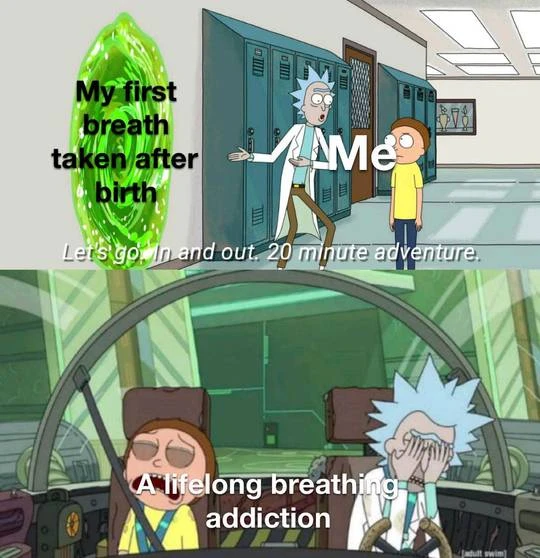 My first
breath
taken after
birth
Me
Let's go. In and out. 20 minute adventure.
A lifelong breathing
addiction
[adult swim]